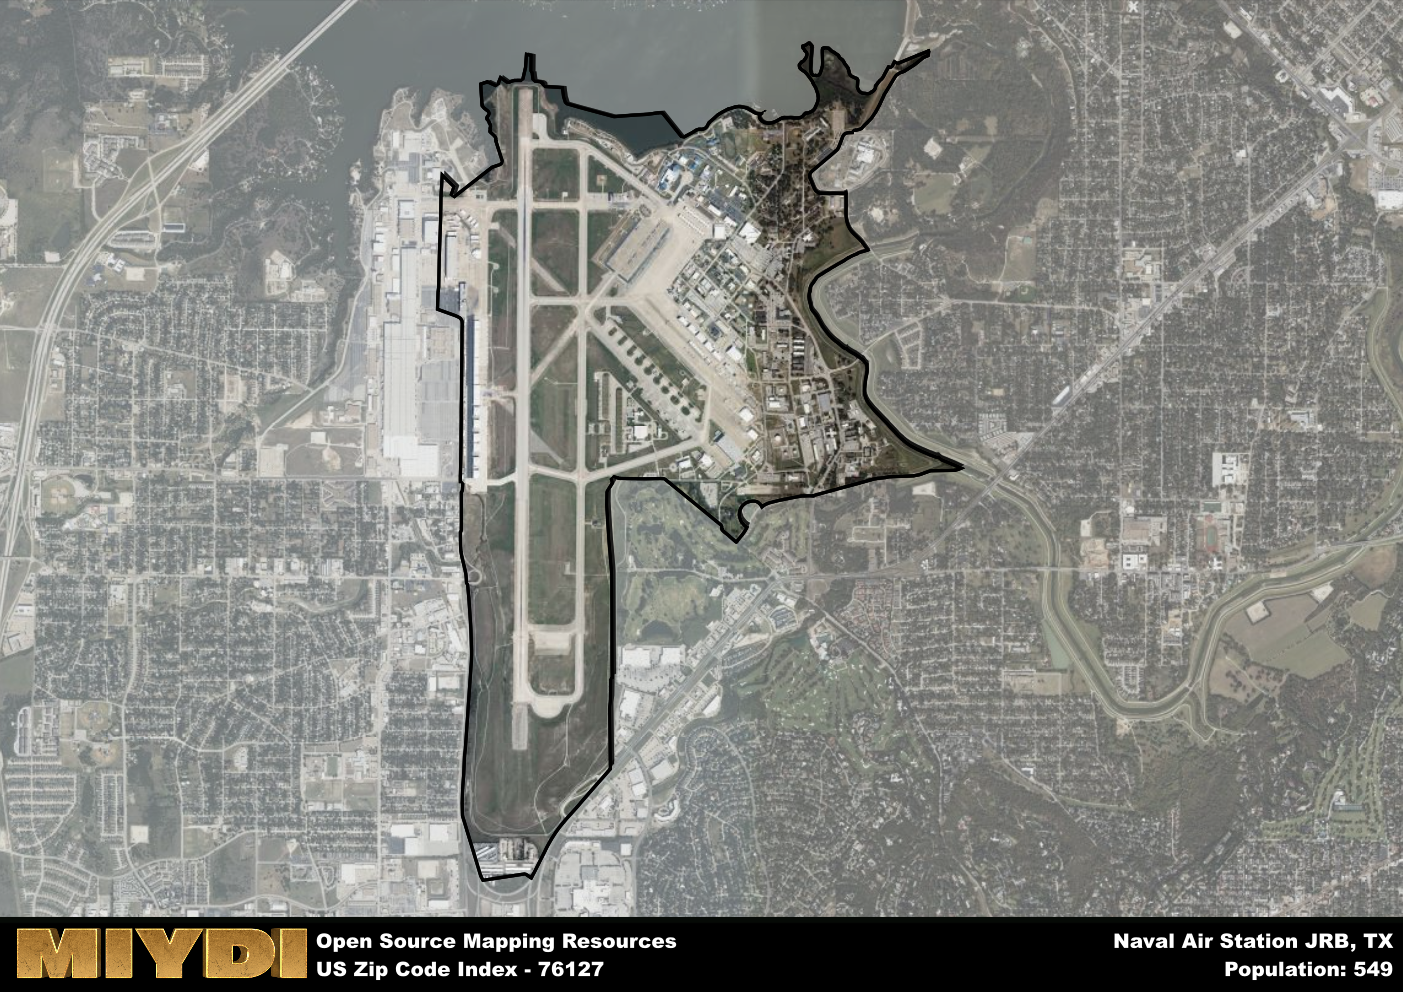 MIYDI
Open Source Mapping Resources
US Zip Code Index - 76127
Naval Air Station JRB, TX
Population: 549